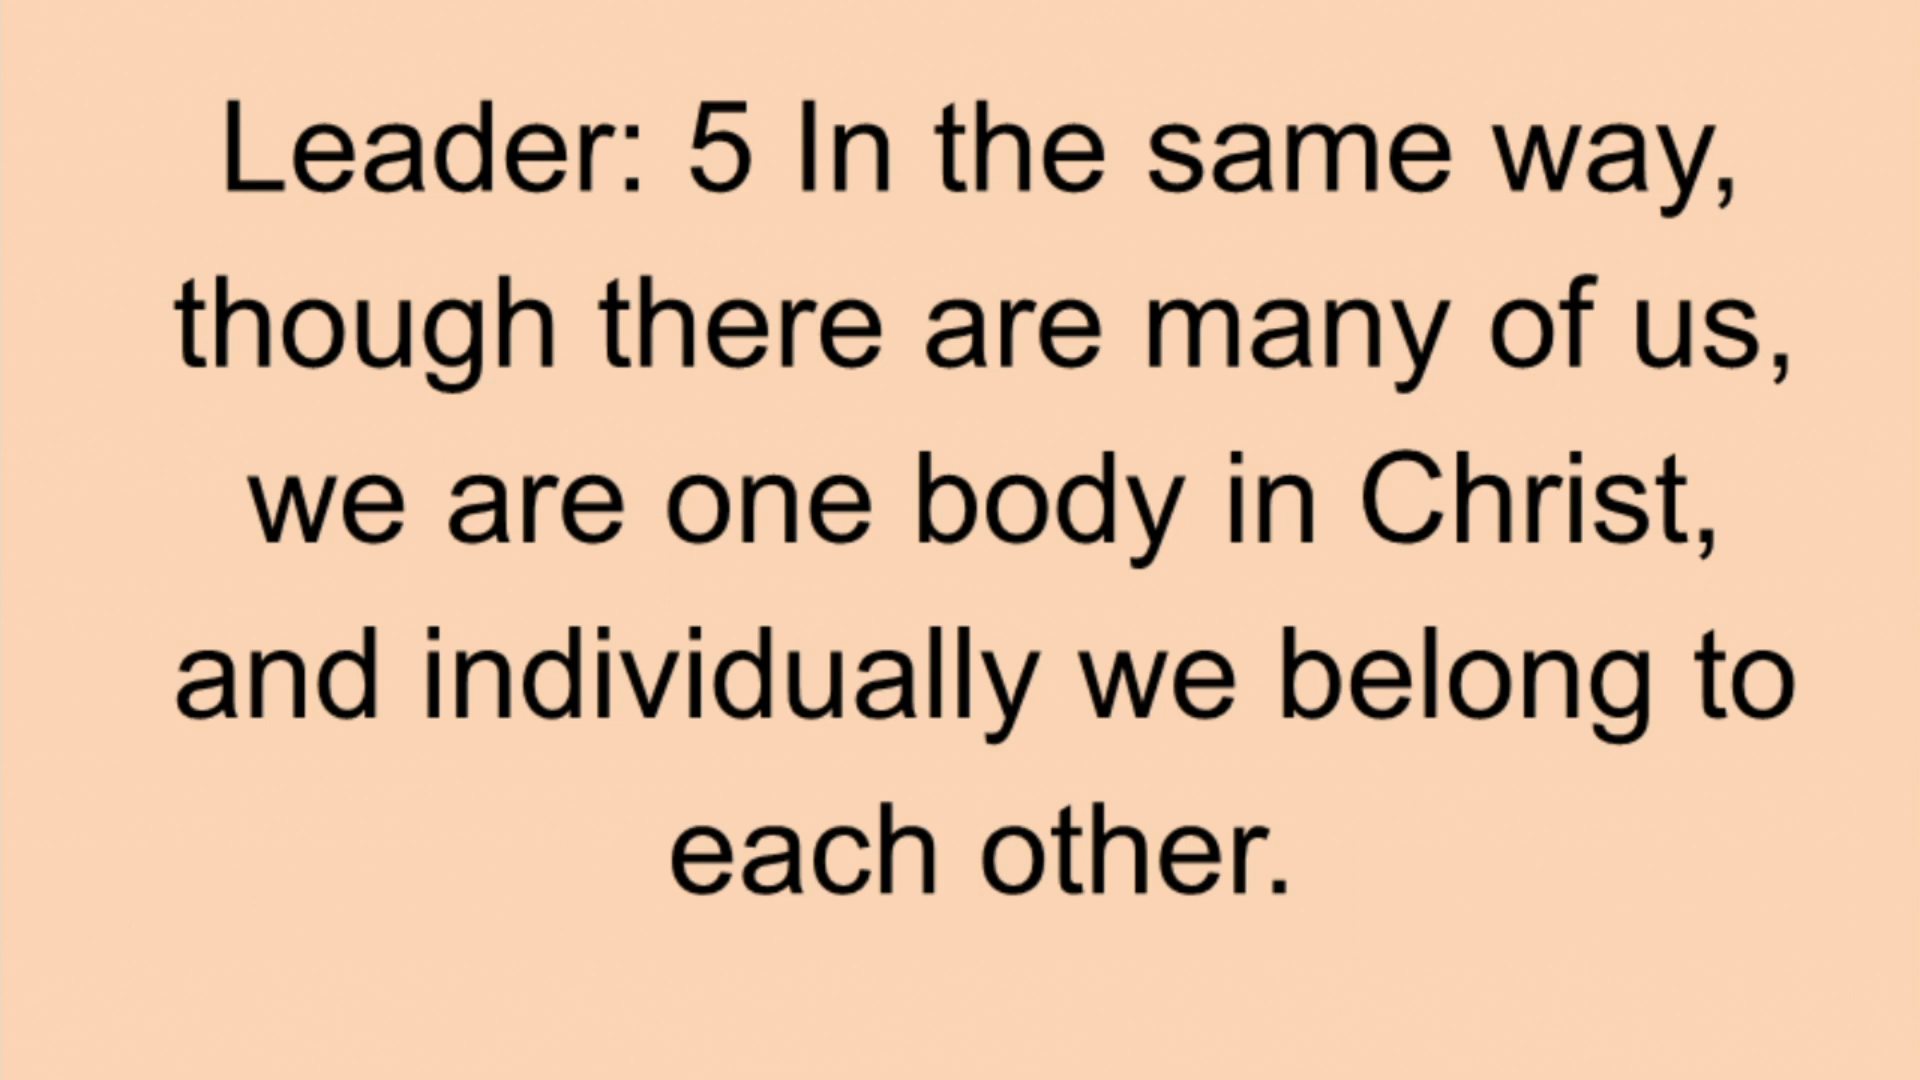 Leader: 5 In the same way,
though there are many of us,
we are one body in Christ,
and individually we belong to
each other.